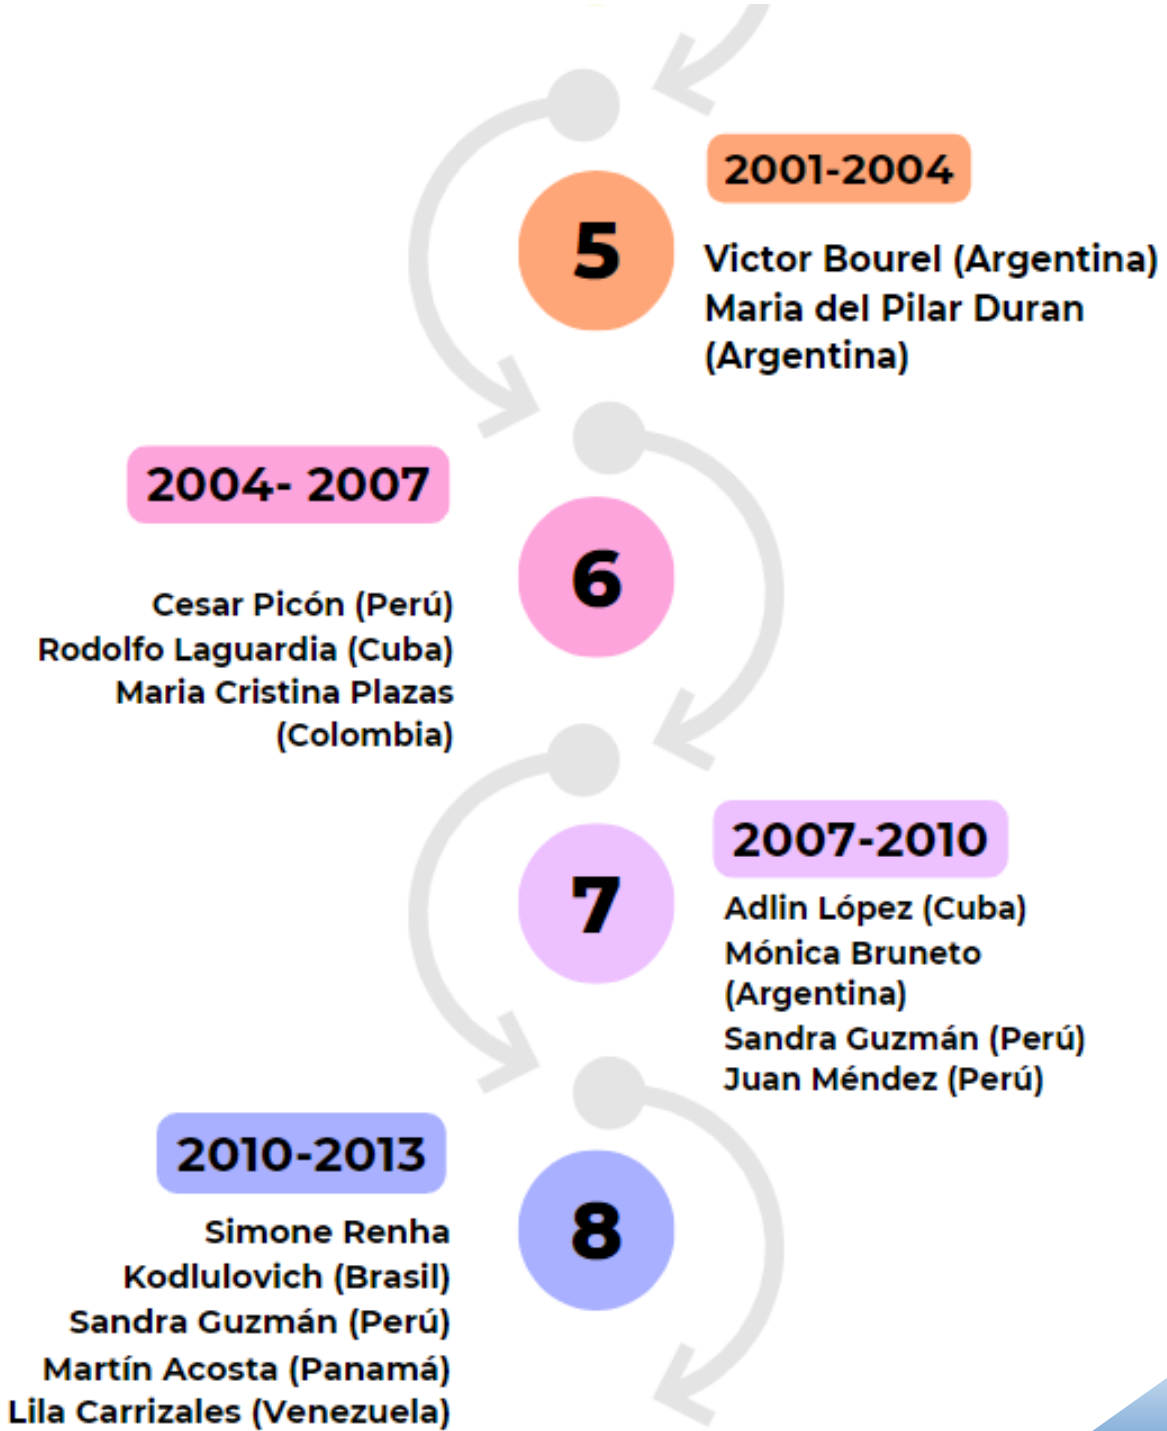 2001-2004
5
Victor Bourel (Argentina)
Maria del Pilar Duran
(Argentina)
2004- 2007
6
Cesar Picón (Perú)
Rodolfo Laguardia (Cuba)
Maria Cristina Plazas
(Colombia)
2007-2010
7
Adlin López (Cuba)
Mónica Bruneto
(Argentina)
Sandra Guzmán (Perú)
Juan Méndez (Perú)
2010-2013
8
Simone Renha
Kodlulovich (Brasil)
Sandra Guzmán (Perú)
Martín Acosta (Panamá)
Lila Carrizales (Venezuela)